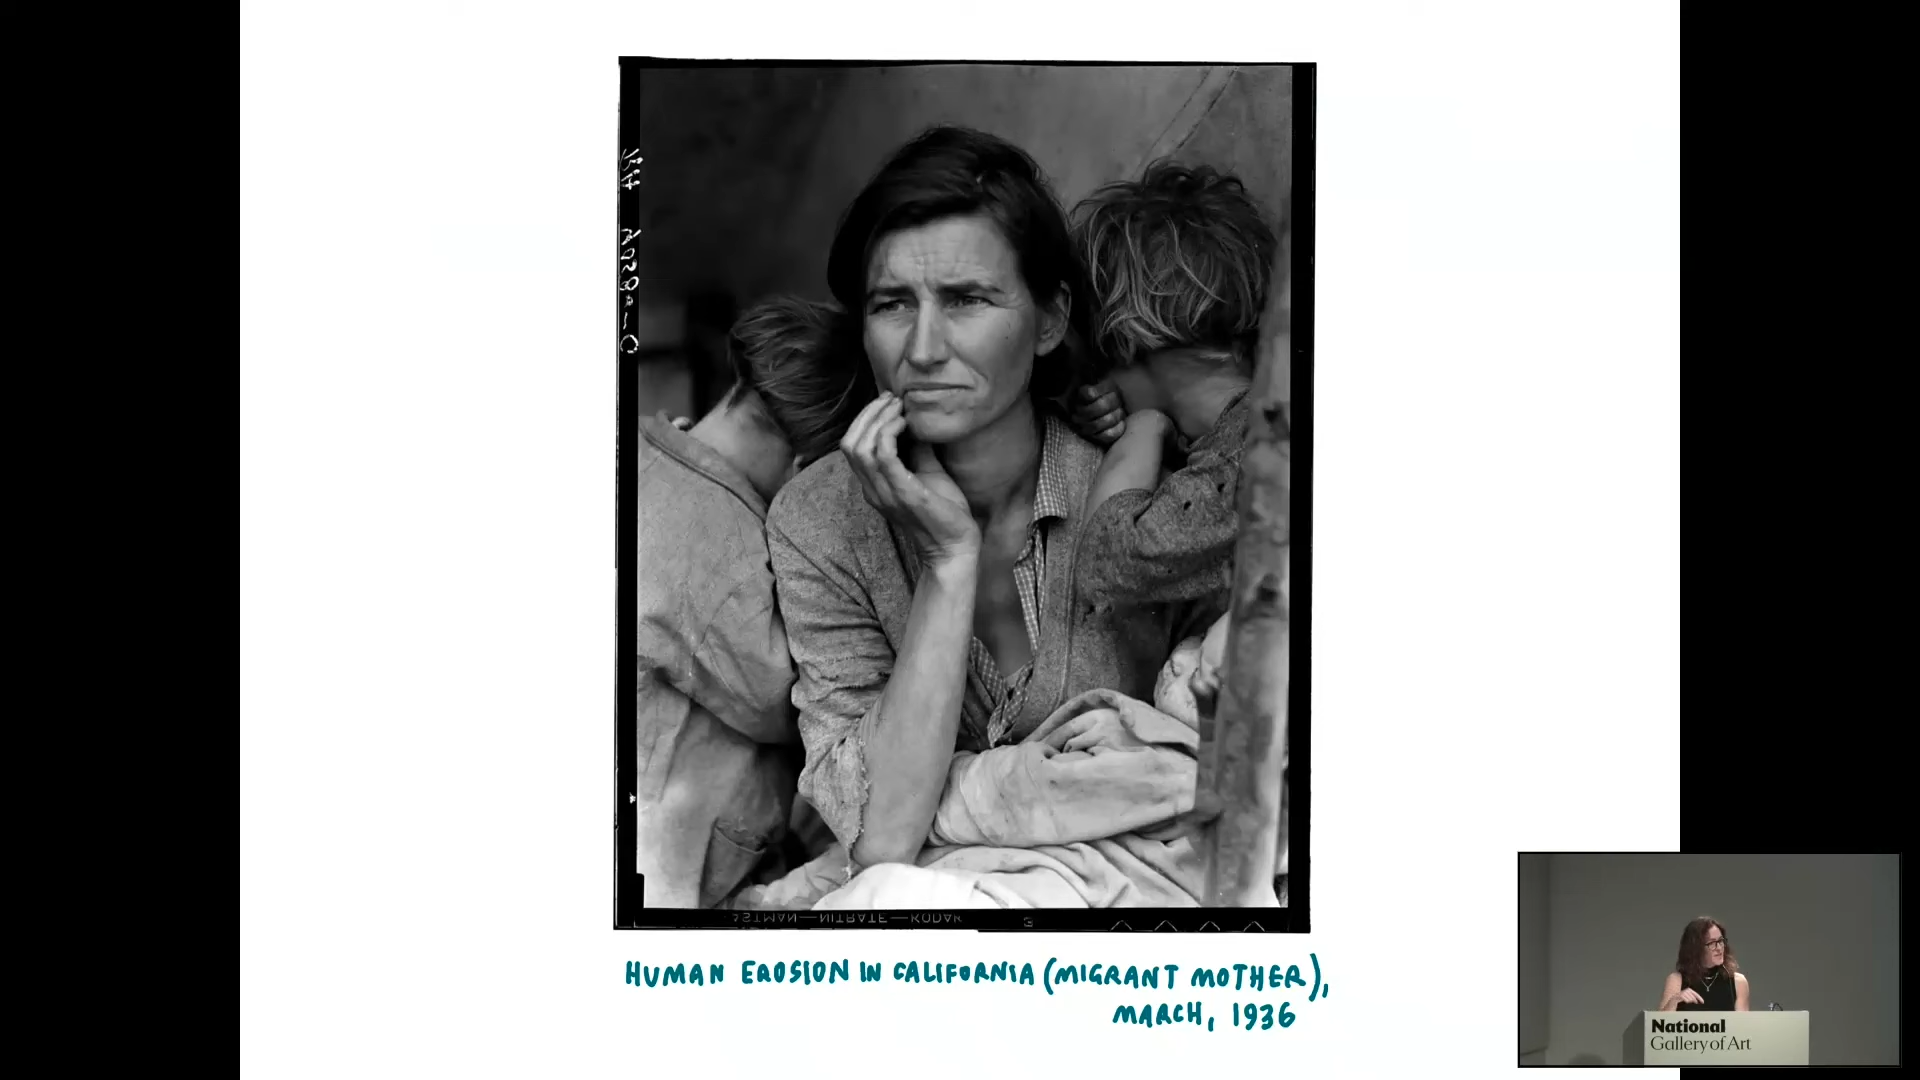 HUMAN EROSION IN CALIFORNIA (MIGRANT MOTHER),
MARCH, 1936
National
Gallery of Art